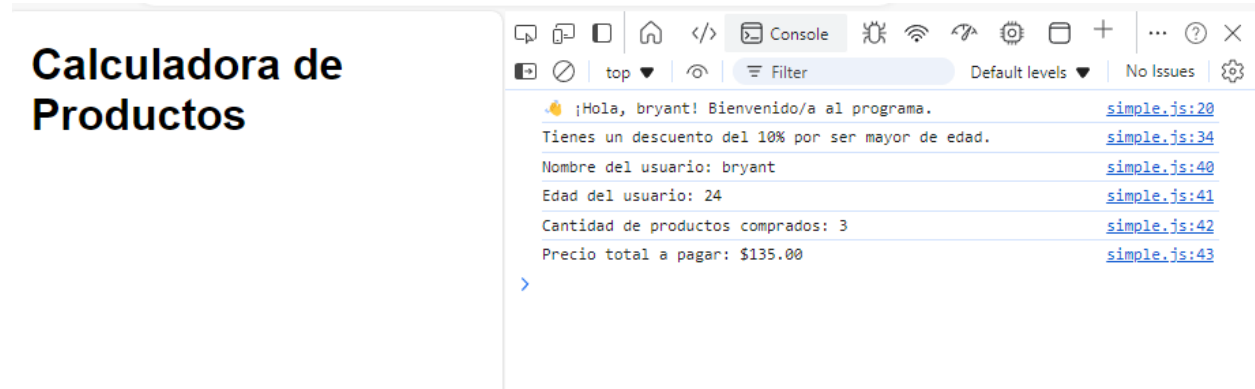 Calculadora de
Productos
Console
top
Filter
Default levels
No Issues
👋 ¡Hola, bryant! Bienvenido/a al programa. simple.js:20
Tienes un descuento del 10% por ser mayor de edad. simple.js:34
Nombre del usuario: bryant simple.js:40
Edad del usuario: 24 simple.js:41
Cantidad de productos comprados: 3 simple.js:42
Precio total a pagar: $135.00 simple.js:43